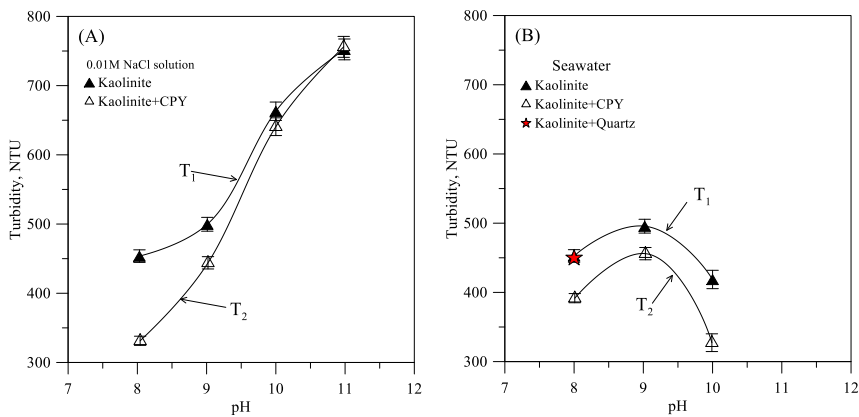 (A)
0.01M NaCl solution
Kaolinite
Kaolinite+CPY
T1
T2
800
700
600
500
400
300
7
8
9
10
11
12
Turbidity, NTU
pH
(B)
Seawater
Kaolinite
Kaolinite+CPY
Kaolinite+Quartz
T1
T2
800
700
600
500
400
300
7
8
9
10
11
12
Turbidity, NTU
pH